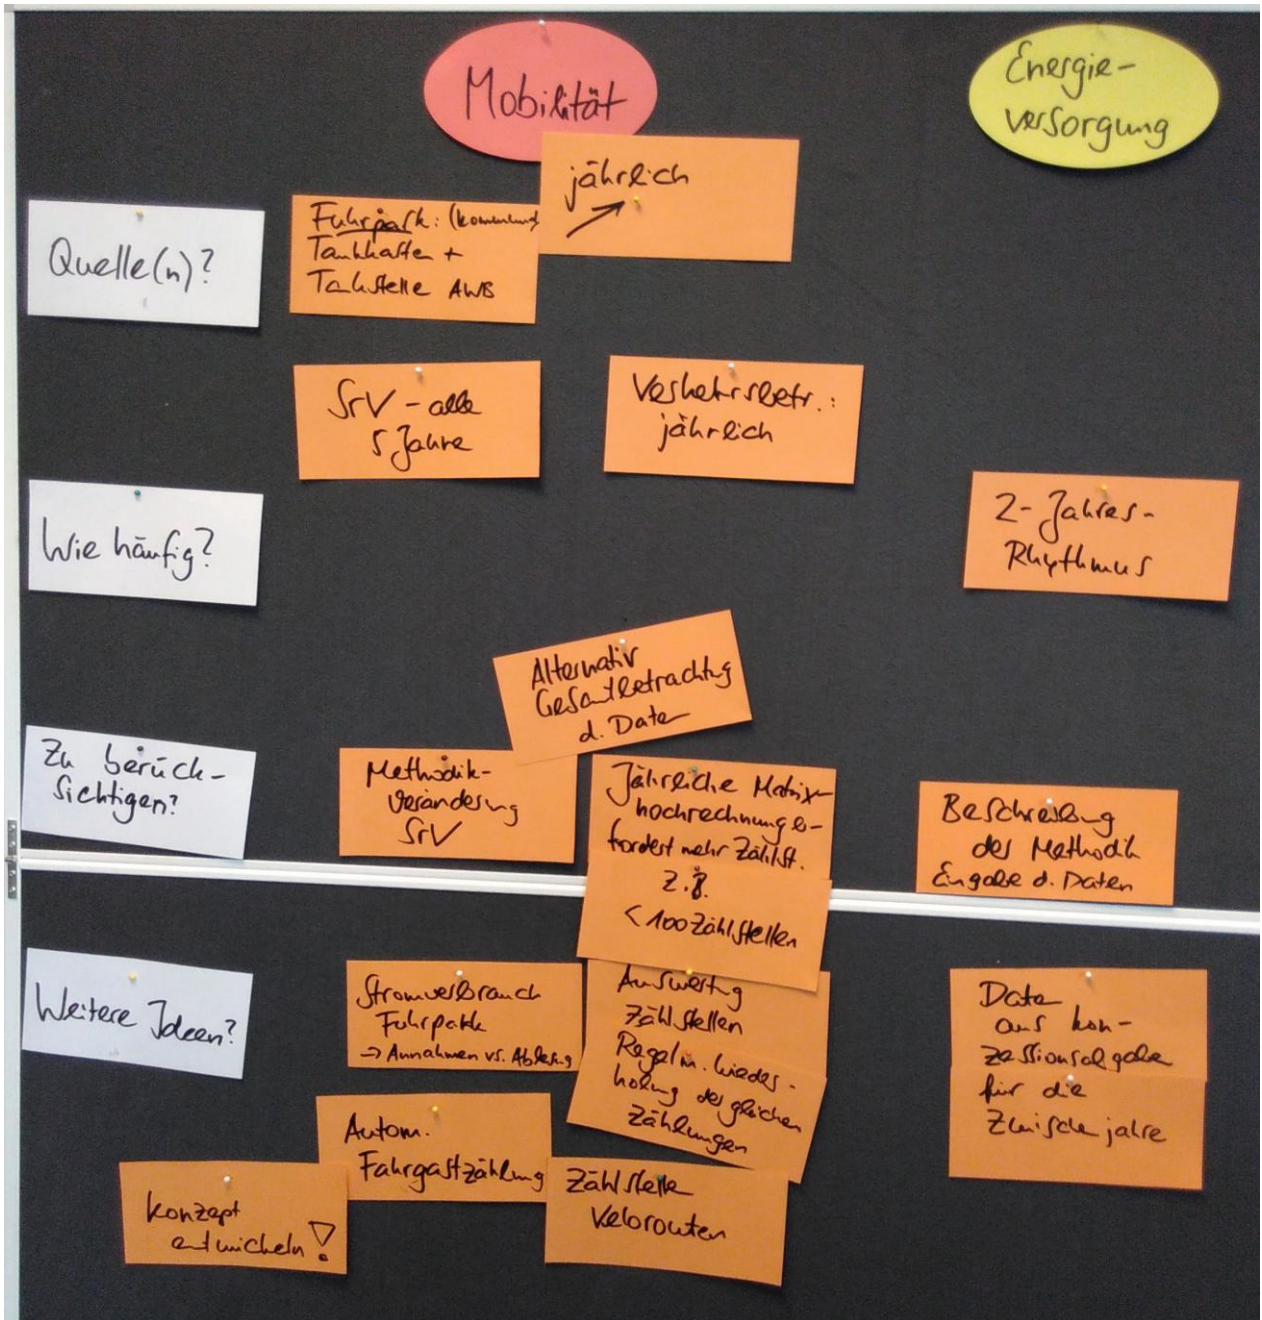 Mobilität
Energie-
versorgung
jährlich
Quelle(n)?
Fuhrpark: (kommunal
Tankkarten +
Tankstelle AWB
SrV - alle
5 Jahre
Verkehrsbetr.:
jährlich
Wie häufig?
2-Jahres-
Rhythmus
Alternativ
Gesamtbetrachtung
d. Daten
Zu berück-
sichtigen?
Methodik-
veränderung
SrV
Jährliche Matrix-
hochrechnung er-
fordert mehr Zählst.
z.B.
< 100 Zählstellen
Beschreibung
der Methodik
Eingabe d. Daten
Weitere Ideen?
Stromverbrauch
Fuhrpark
→ Annahmen vs. Ablesung
Auswertung
Zählstellen
Regelm. Wieder-
holung der gleichen
Zählungen
Daten
aus Kon-
zessionsabgabe
für die
Zwischenjahre
Autom.
Fahrgastzählung
Konzept
entwickeln!
Zählstelle
Velorouten